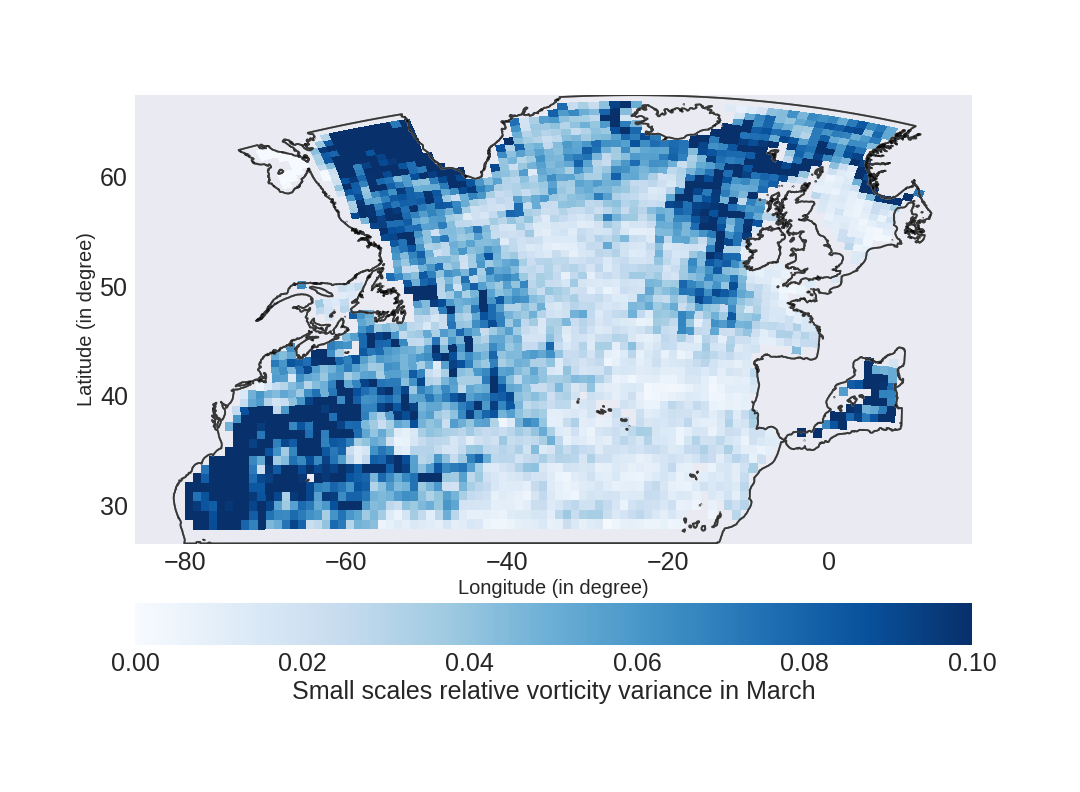 60
50
40
30
Latitude (in degree)
−80 −60 −40 −20 0
Longitude (in degree)
0.00 0.02 0.04 0.06 0.08 0.10
Small scales relative vorticity variance in March